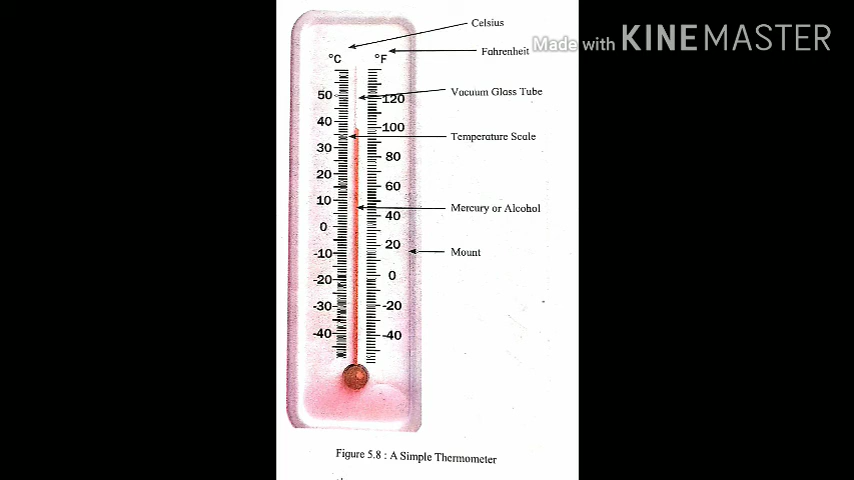 Celsius
Fahrenheit
Made with KINEMASTER
°C
°F
Vacuum Glass Tube
50
120
40
100
Temperature Scale
30
80
20
60
10
Mercury or Alcohol
40
0
20
Mount
-10
0
-20
-30
-20
-40
-40
Figure 5.8 : A Simple Thermometer